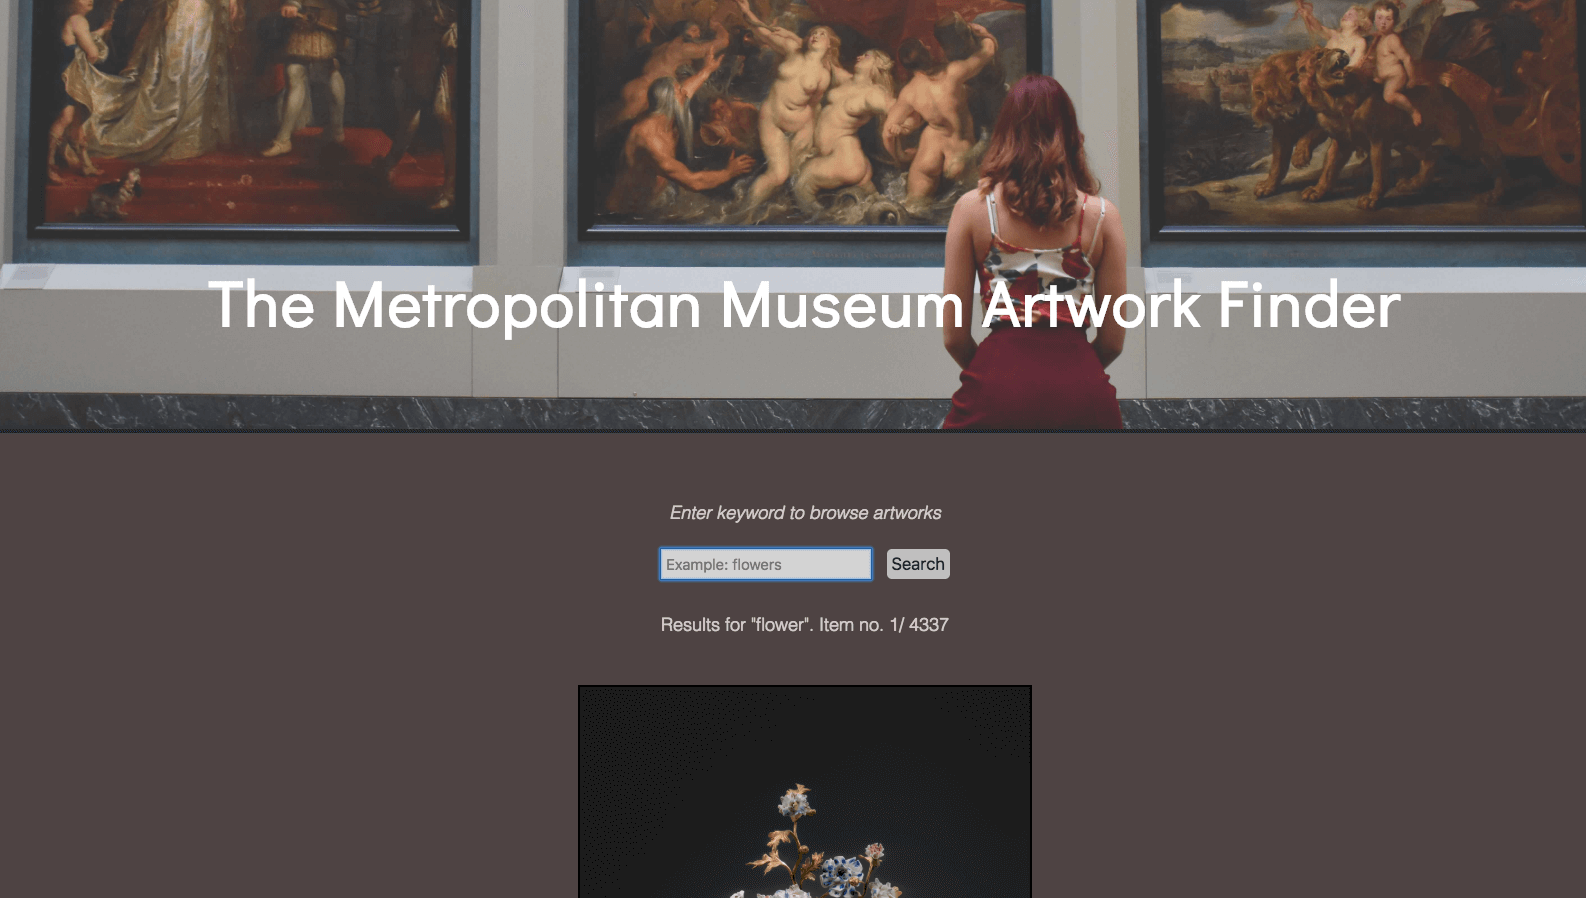 The Metropolitan Museum Artwork Finder
Enter keyword to browse artworks
Example: flowers
Search
Results for "flower". Item no. 1/ 4337